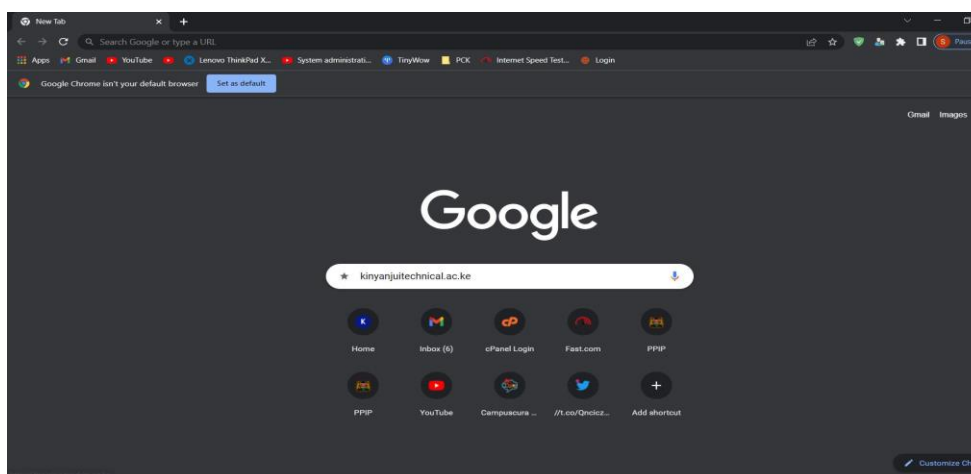 New Tab
Search Google or type a URL
Apps Gmail YouTube Lenovo ThinkPad X... System administrati... TinyWow PCK Internet Speed Test... Login
Google Chrome isn't your default browser Set as default
Gmail Images
Google
kinyanjuitechnical.ac.ke
K
cP
Home Inbox (6) cPanel Login Fast.com PPIP
PPIP YouTube Campuscura ... //t.co/Qncicz... Add shortcut
Customize Ch